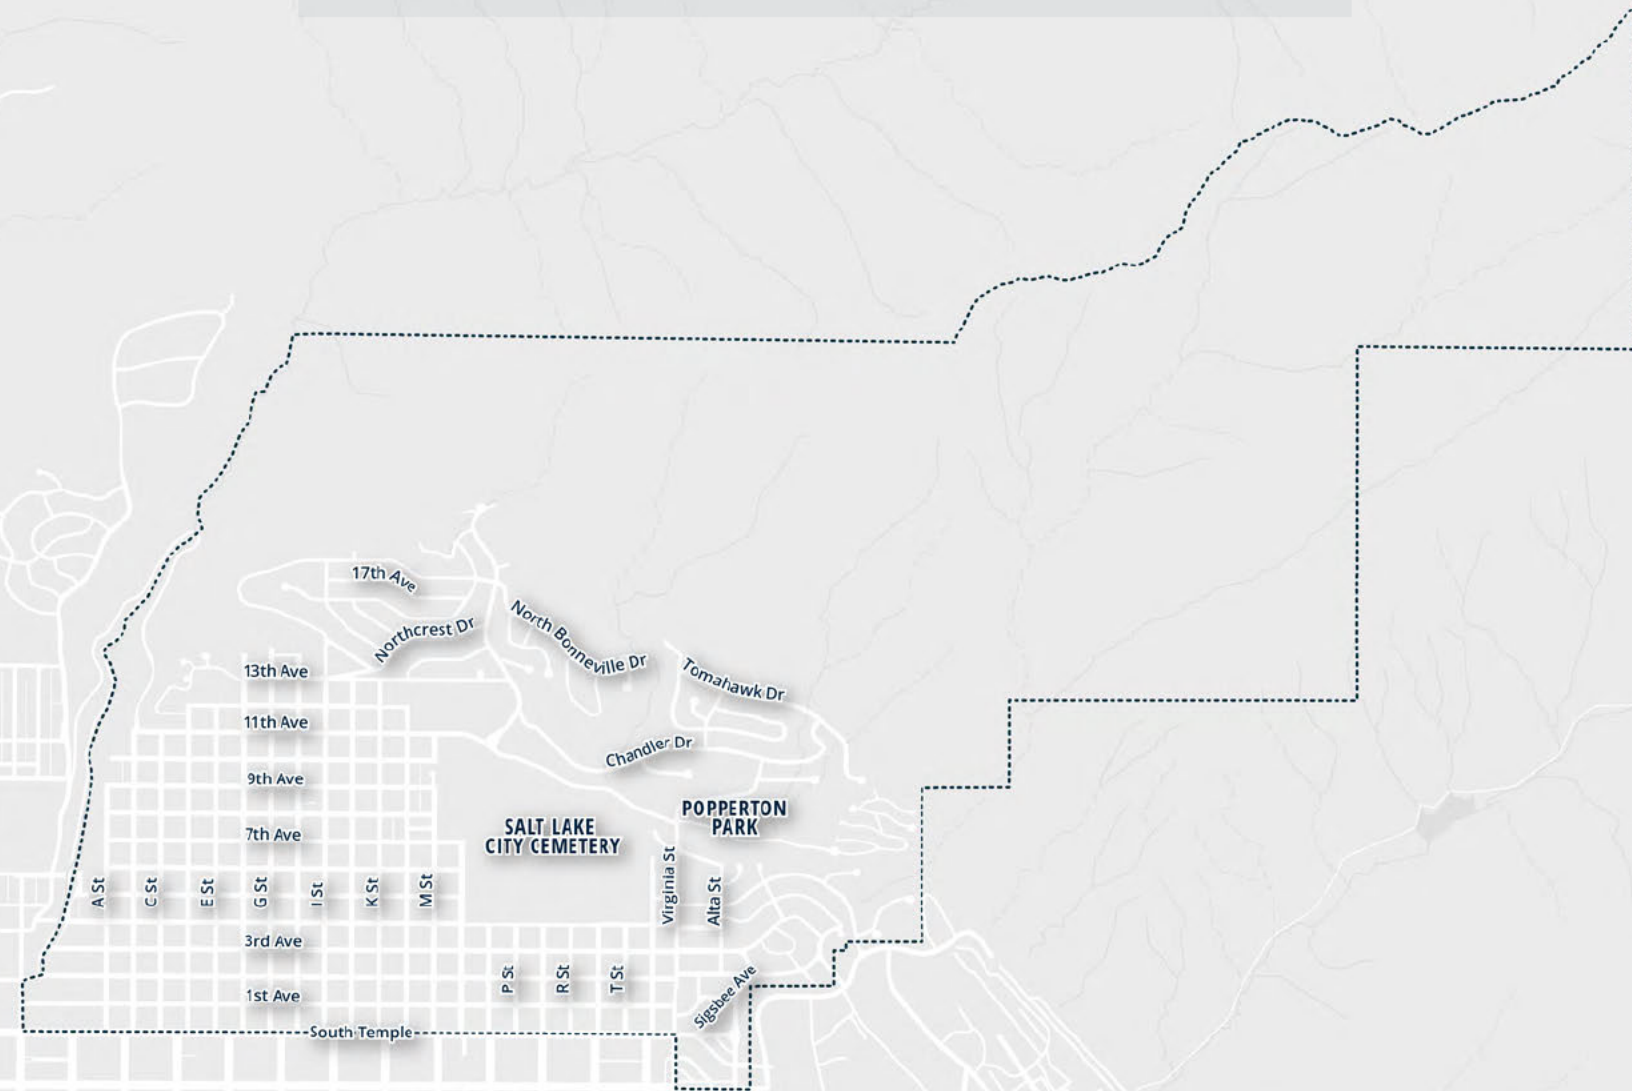 17th Ave
Northcrest Dr
North Bonneville Dr
Tomahawk Dr
13th Ave
11th Ave
Chandler Dr
9th Ave
POPPERTON
PARK
SALT LAKE
CITY CEMETERY
7th Ave
A St
C St
E St
G St
I St
K St
M St
Virginia St
Alta St
3rd Ave
P St
R St
T St
Sigsbee Ave
1st Ave
South Temple